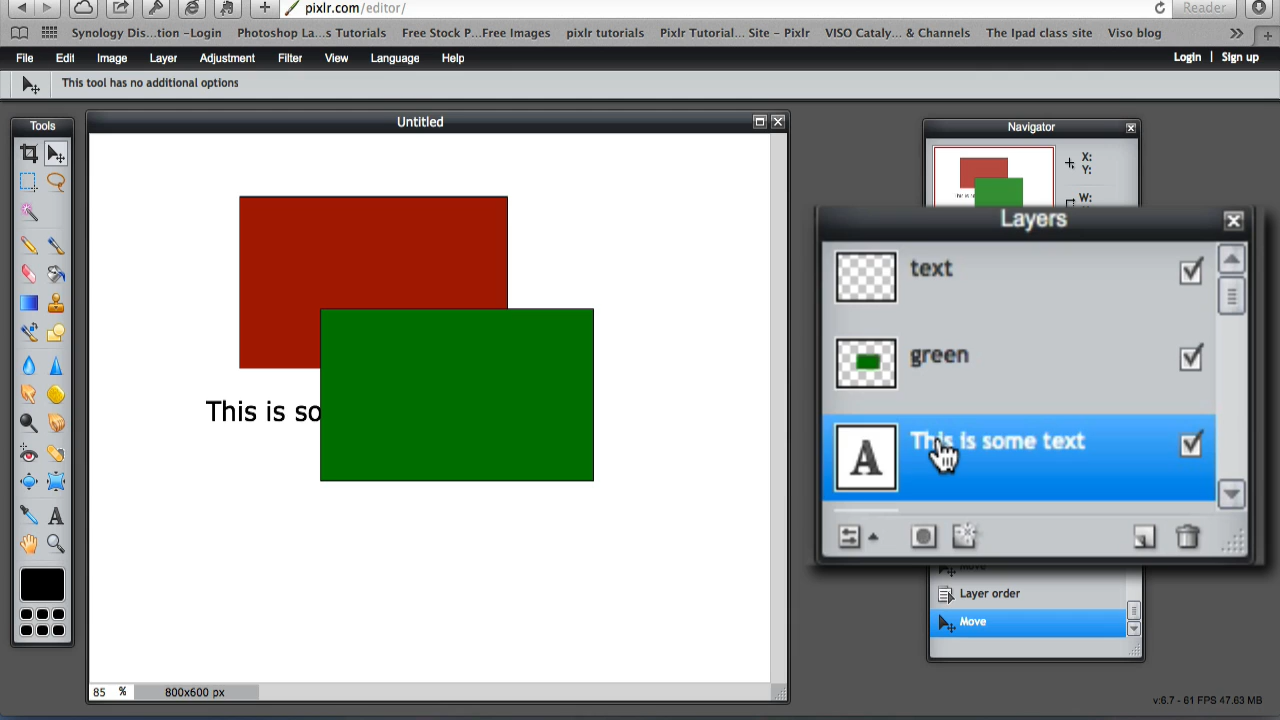 pixlr.com/editor/
Reader
Synology Dis...tion -Login Photoshop La...s Tutorials Free Stock P...Free Images pixlr tutorials Pixlr Tutorial... Site - Pixlr VISO Cataly... & Channels The Ipad class site Viso blog
File Edit Image Layer Adjustment Filter View Language Help
Login Sign up
This tool has no additional options
Tools
Untitled
Navigator
X:
Y:
W:
Layers
text
green
This is some text
A
This is so
Move
Layer order
Move
85 % 800x600 px
v:6.7 - 61 FPS 47.63 MB